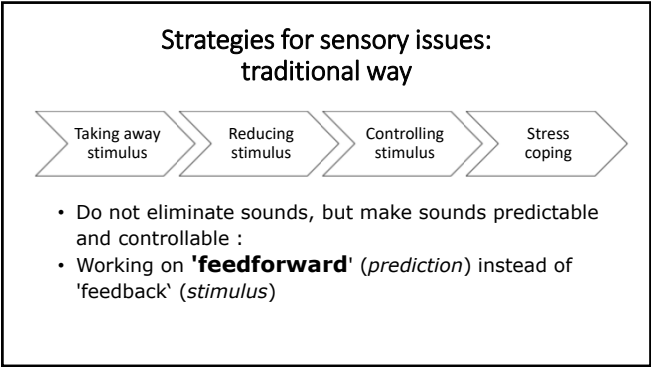 Strategies for sensory issues:
traditional way
Taking away
stimulus
Reducing
stimulus
Controlling
stimulus
Stress
coping
• Do not eliminate sounds, but make sounds predictable
and controllable :
• Working on 'feedforward' (prediction) instead of
'feedback‘ (stimulus)